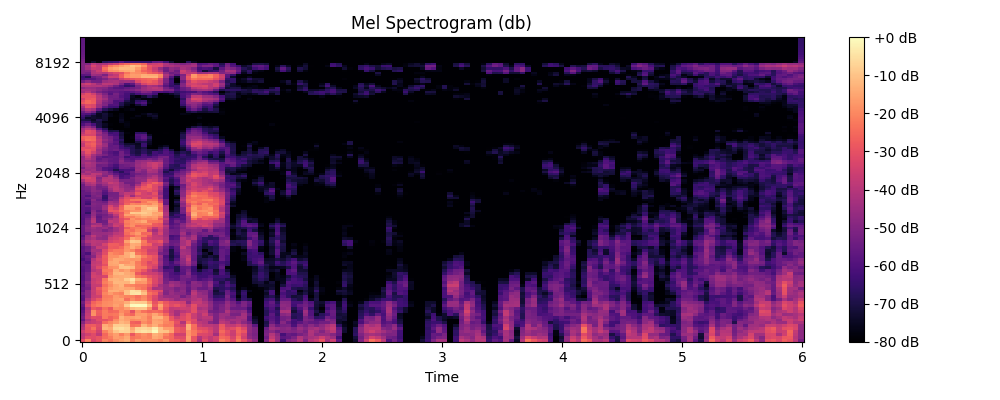 Mel Spectrogram (db)
8192
4096
2048
1024
512
0
Hz
0 1 2 3 4 5 6
Time
+0 dB
-10 dB
-20 dB
-30 dB
-40 dB
-50 dB
-60 dB
-70 dB
-80 dB